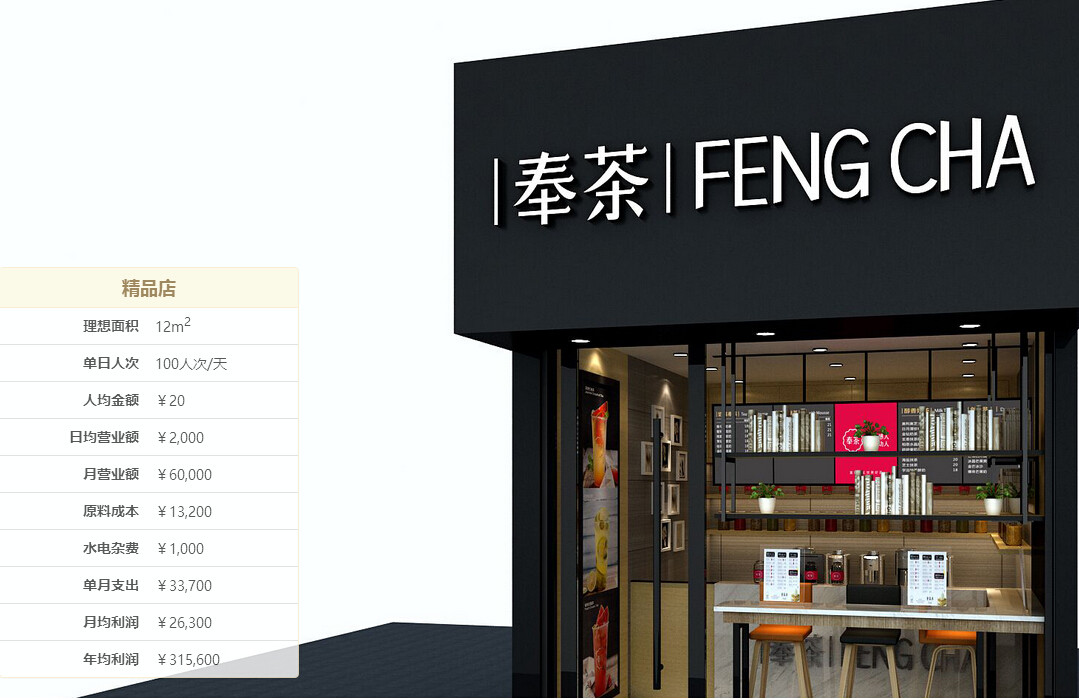 奉茶 FENG CHA
精品店
理想面积 12m²
单日人次 100人次/天
人均金额 ¥20
日均营业额 ¥2,000
月营业额 ¥60,000
原料成本 ¥13,200
水电杂费 ¥1,000
单月支出 ¥33,700
月均利润 ¥26,300
年均利润 ¥315,600
奉茶
FENG CHA